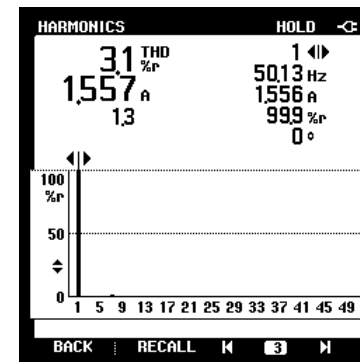 HARMONICS HOLD
3,1 THD %r 1
50,13 Hz
1,557 A 1,556 A
1,3 99,9 %r
0 °
100
%r
50
0
1 5 9 13 17 21 25 29 33 37 41 45 49
BACK RECALL 3